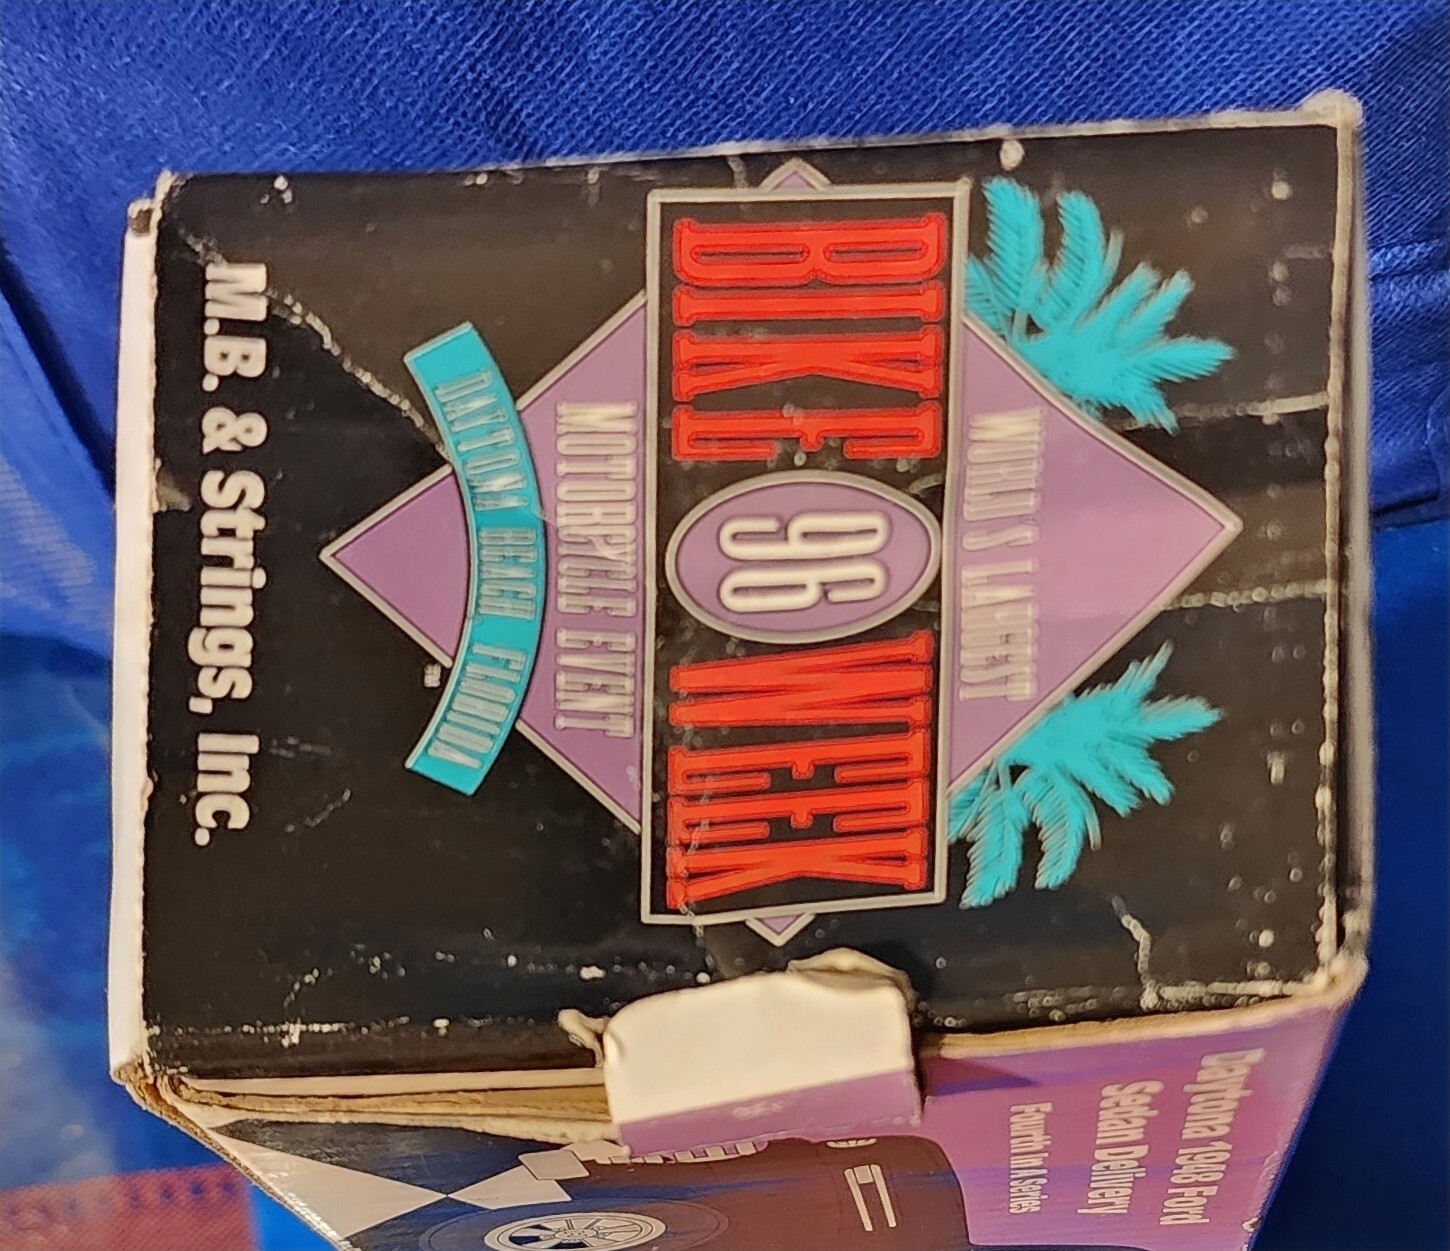 WORLD'S LARGEST
BIKE 96 WEEK
MOTORCYCLE EVENT
DAYTONA BEACH, FLORIDA
TM
M.B. & Strings, Inc.
Daytona 1948 Ford
Sedan Delivery
Fourth in A Series